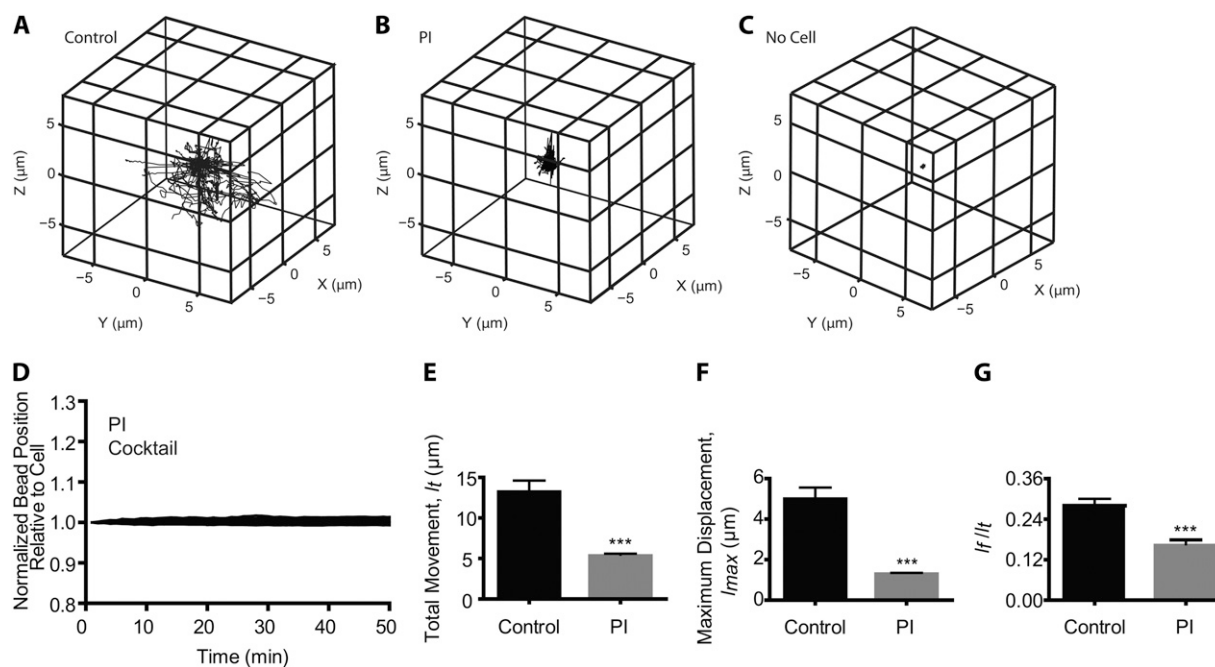 A
Control
Z (µm)
5
0
−5
−5
0
5
Y (µm)
−5
0
5
X (µm)
B
PI
Z (µm)
5
0
−5
−5
0
5
Y (µm)
−5
0
5
X (µm)
C
No Cell
Z (µm)
5
0
−5
−5
0
5
Y (µm)
−5
0
5
X (µm)
D
Normalized Bead Position
Relative to Cell
1.3
1.2
1.1
1.0
0.9
0.8
PI
Cocktail
0 10 20 30 40 50
Time (min)
E
Total Movement, lt (µm)
15
10
5
0
***
Control PI
F
Maximum Displacement,
lmax (µm)
6
4
2
0
***
Control PI
G
lf /lt
0.36
0.24
0.12
0.00
***
Control PI